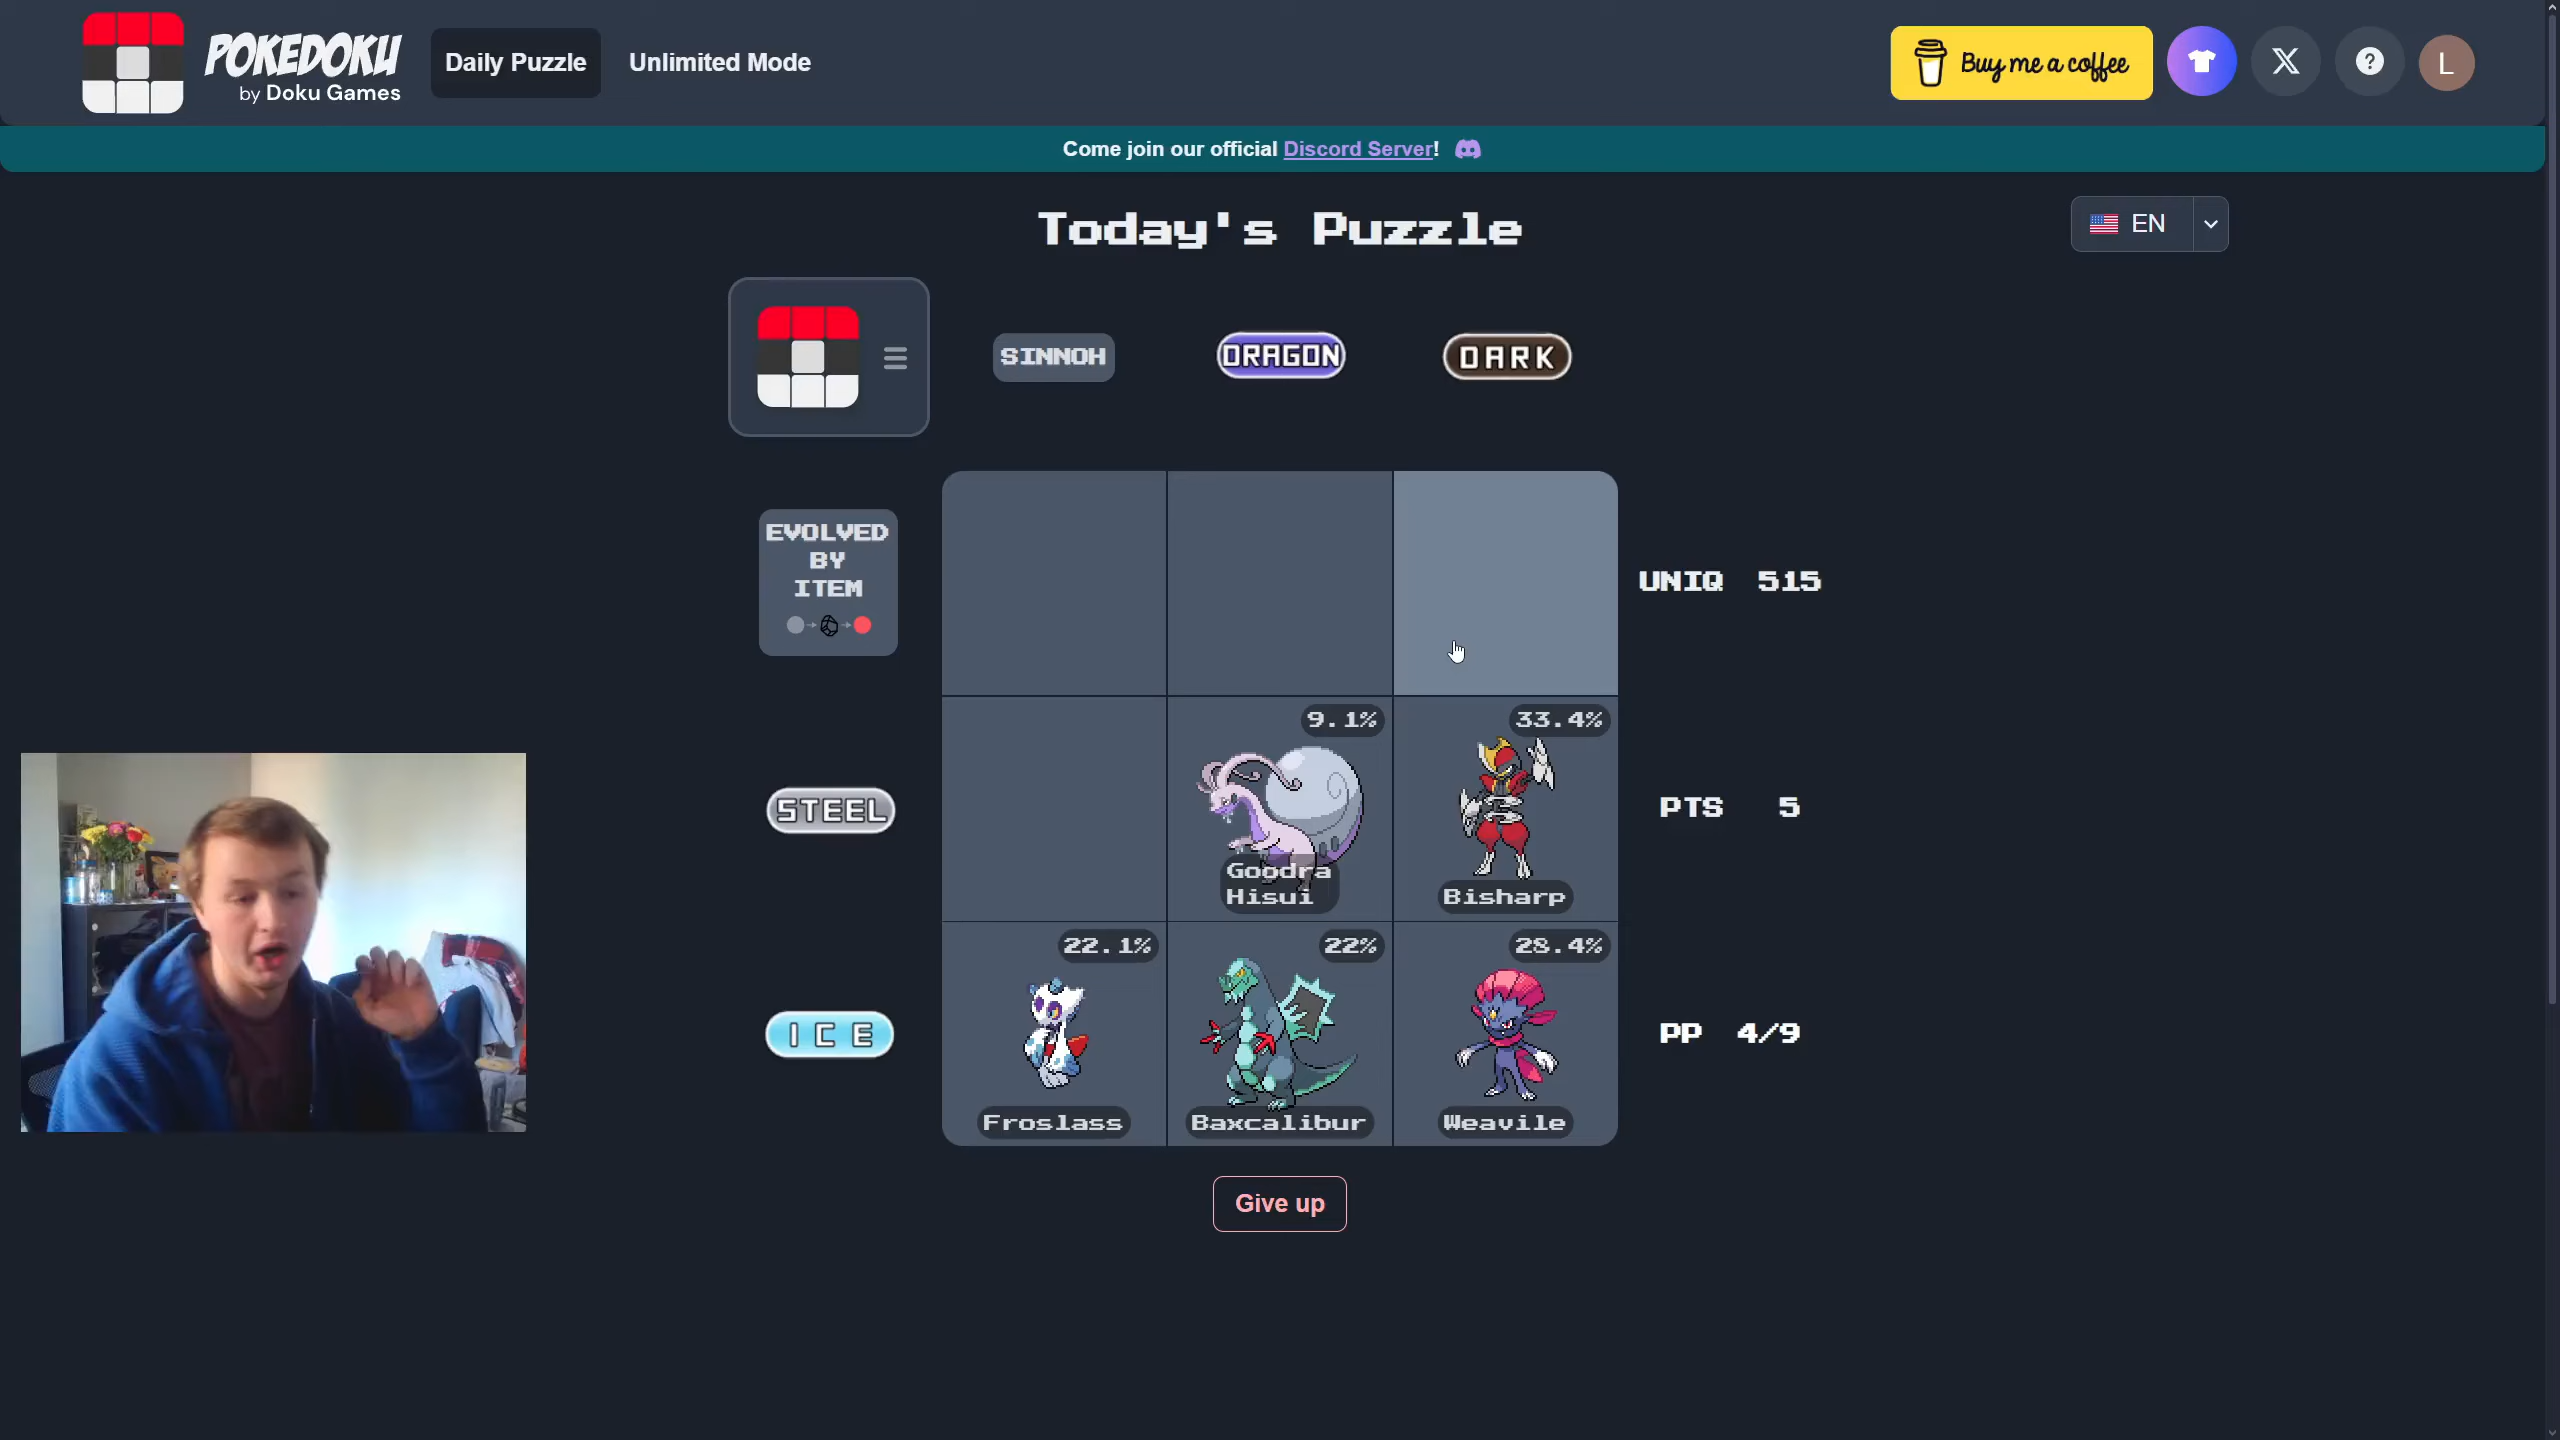 POKEDOKU
by Doku Games
Daily Puzzle
Unlimited Mode
Buy me a coffee
X
?
L
Come join our official Discord Server!
Today's Puzzle
EN
SINNOH
DRAGON
DARK
EVOLVED
BY
ITEM
UNIQ 515
9.1%
33.4%
STEEL
Goodra
Hisui
Bisharp
PTS 5
22.1%
22%
28.4%
ICE
Froslass
Baxcalibur
Weavile
PP 4/9
Give up